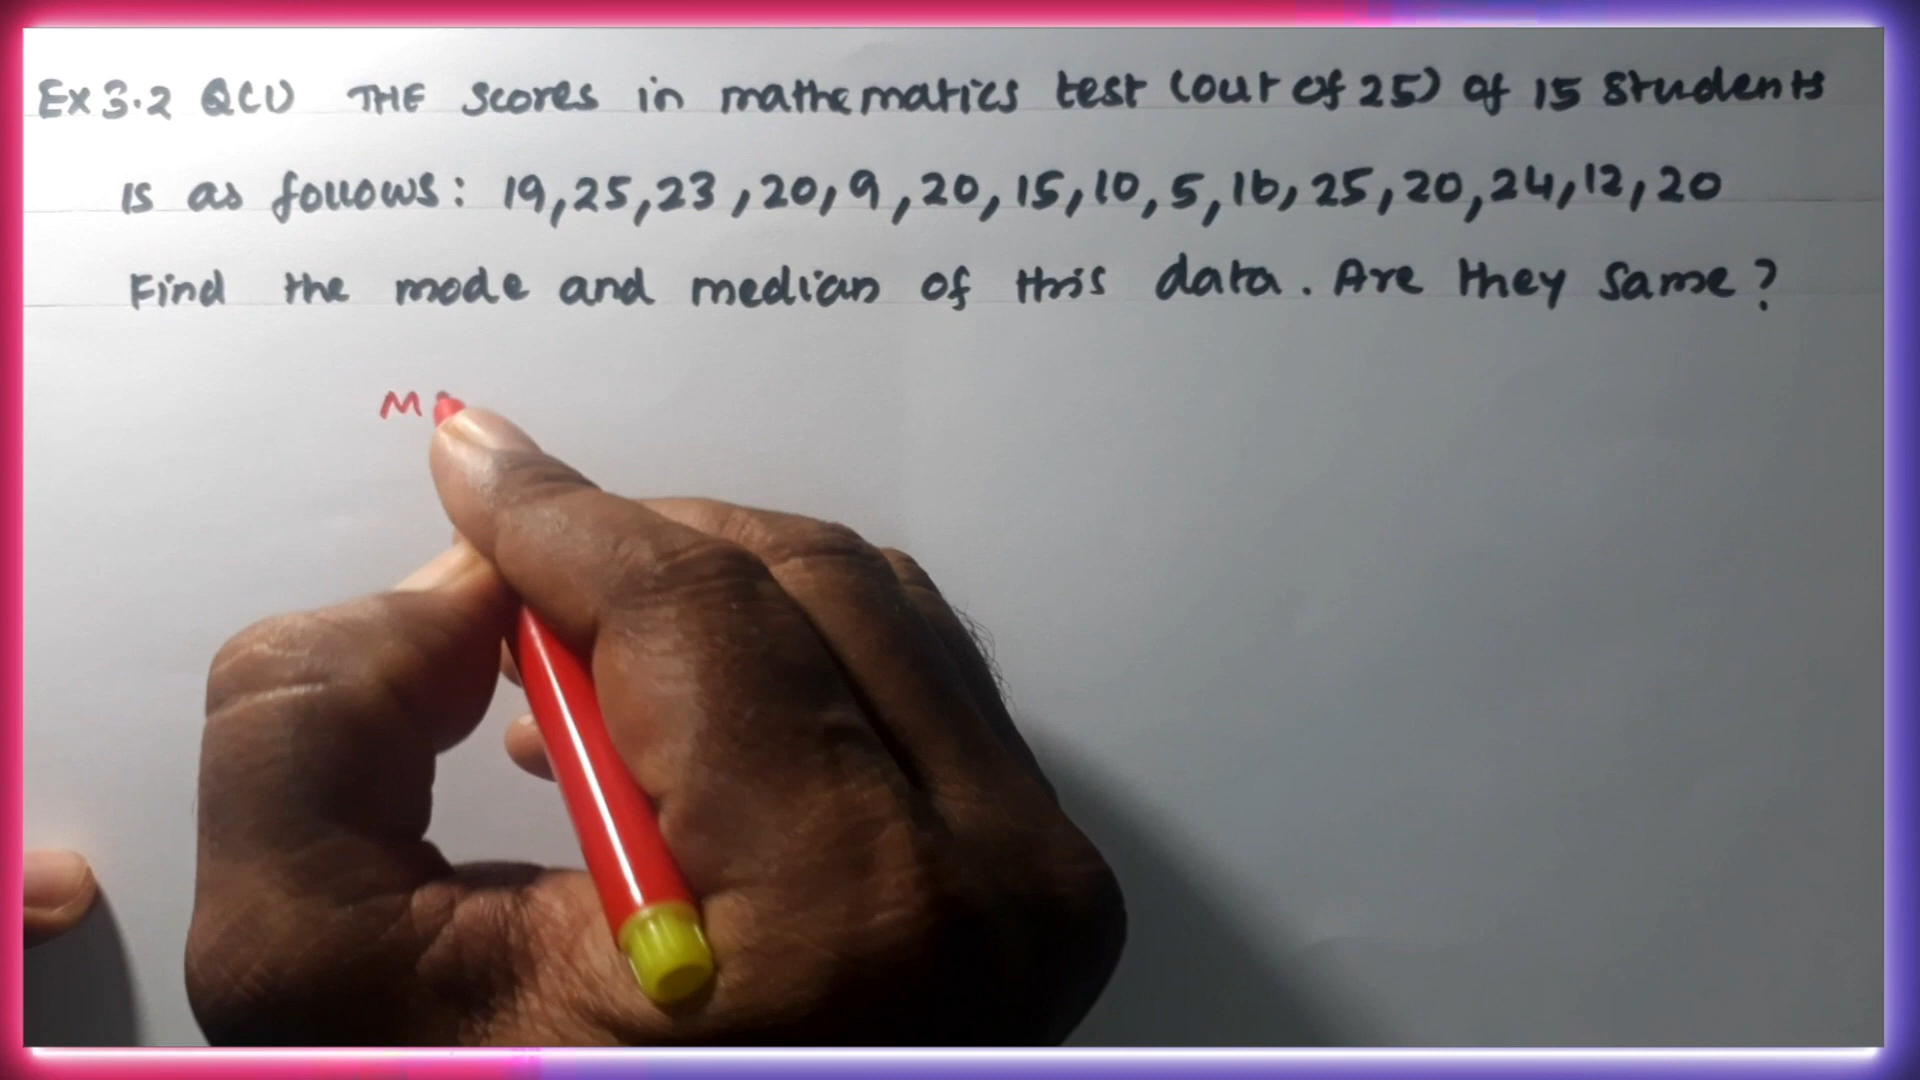 Ex 3.2 Q(1) THE scores in mathematics test (out of 25) of 15 students
is as follows: 19,25,23,20,9,20,15,10,5,16,25,20,24,12,20
Find the mode and median of this data. Are they same?
M